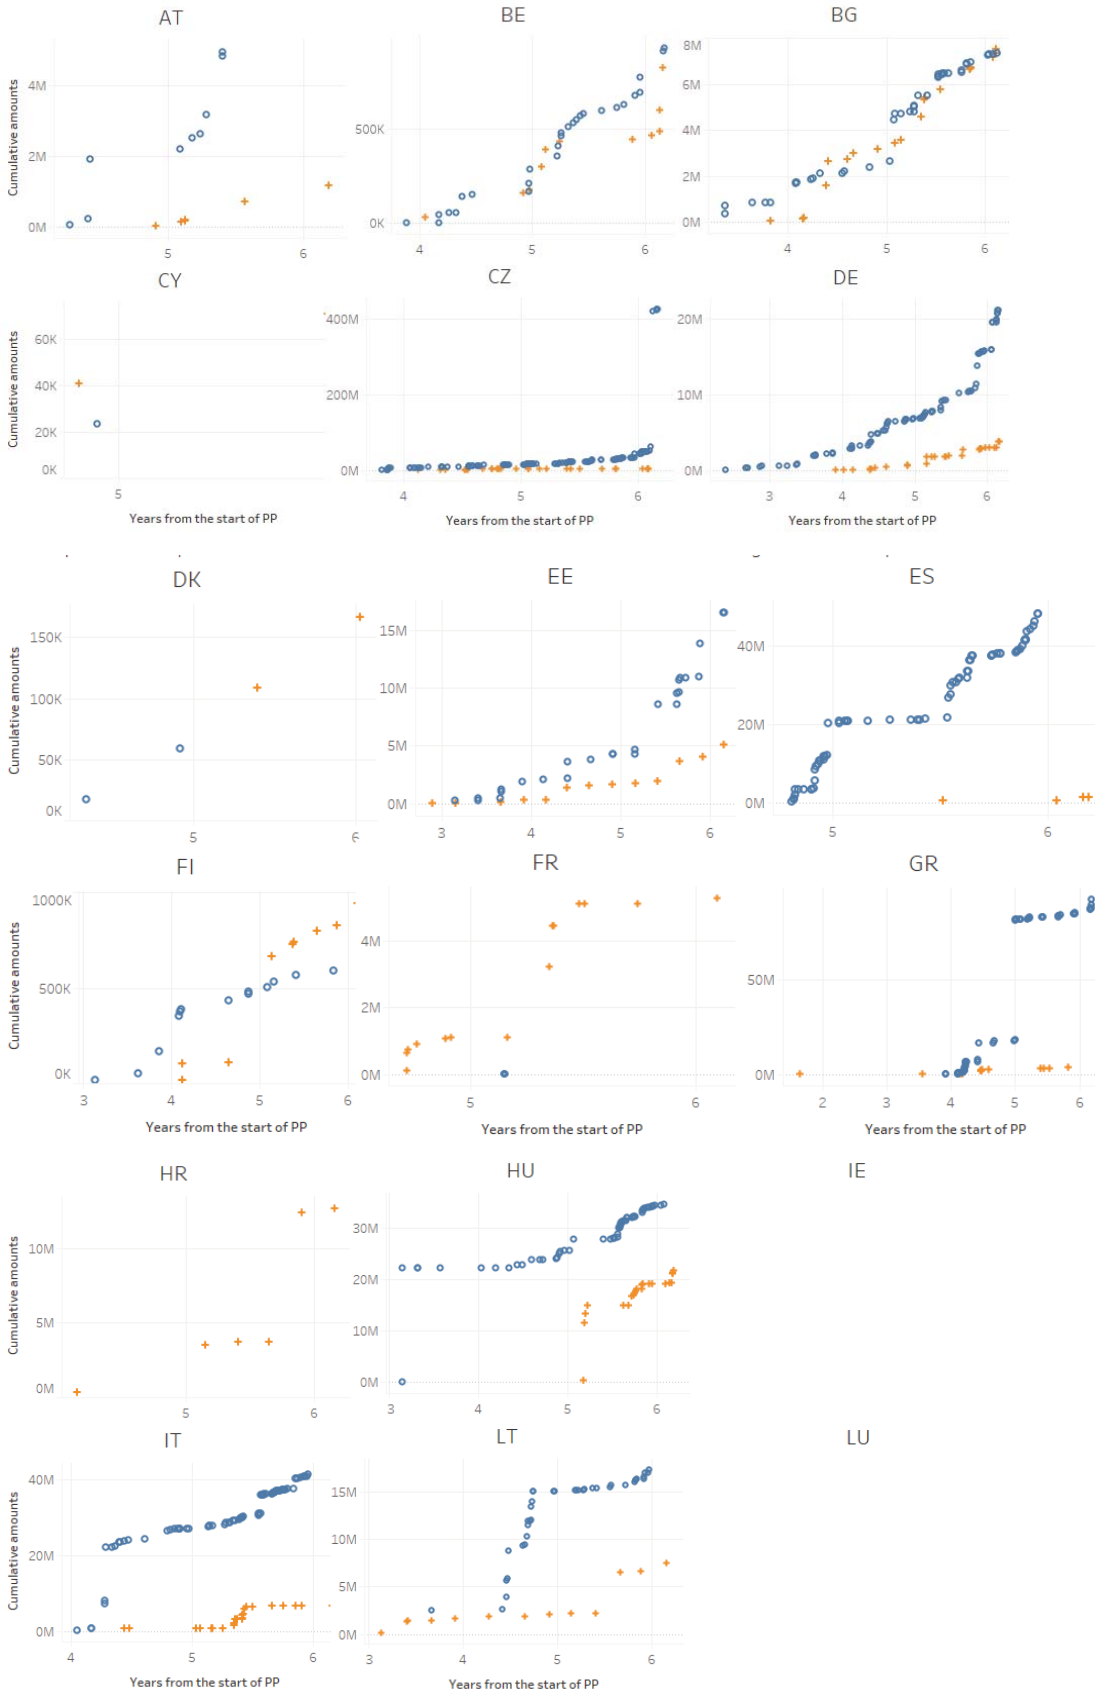 AT BE BG
4M
2M
0M
Cumulative amounts
5 6
500K
0K
4 5 6
8M
6M
4M
2M
0M
4 5 6
CY CZ DE
60K
40K
20K
0K
Cumulative amounts
5
Years from the start of PP
400M
200M
0M
4 5 6
Years from the start of PP
20M
10M
0M
3 4 5 6
Years from the start of PP
DK EE ES
150K
100K
50K
0K
Cumulative amounts
5 6
15M
10M
5M
0M
3 4 5 6
40M
20M
0M
5 6
FI FR GR
1000K
500K
0K
Cumulative amounts
3 4 5 6
Years from the start of PP
4M
2M
0M
5 6
Years from the start of PP
50M
0M
2 3 4 5 6
Years from the start of PP
HR HU IE
10M
5M
0M
Cumulative amounts
5 6
30M
20M
10M
0M
3 4 5 6
IT LT LU
40M
20M
0M
Cumulative amounts
4 5 6
Years from the start of PP
15M
10M
5M
0M
3 4 5 6
Years from the start of PP